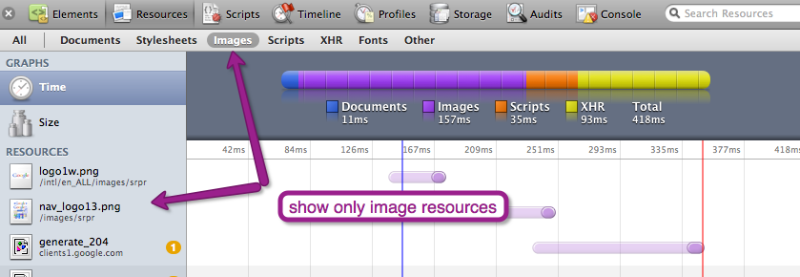 Elements Resources Scripts Timeline Profiles Storage Audits Console Search Resources
All Documents Stylesheets Images Scripts XHR Fonts Other
GRAPHS
Time
Size
Documents Images Scripts XHR Total
11ms 157ms 35ms 93ms 418ms
RESOURCES
42ms 84ms 126ms 167ms 209ms 251ms 293ms 335ms 377ms 418ms
logo1w.png
/intl/en_ALL/images/srpr
nav_logo13.png
/images/srpr
show only image resources
generate_204
clients1.google.com
1